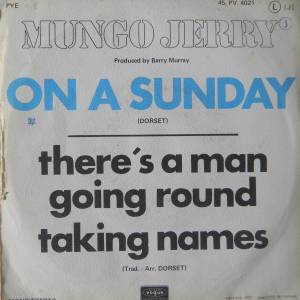 PYE
45. PV. 4021
L
MUNGO JERRY
Produced by Barry Murray
ON A SUNDAY
(DORSET)
there's a man
going round
taking names
(Trad. - Arr. DORSET)
vogue